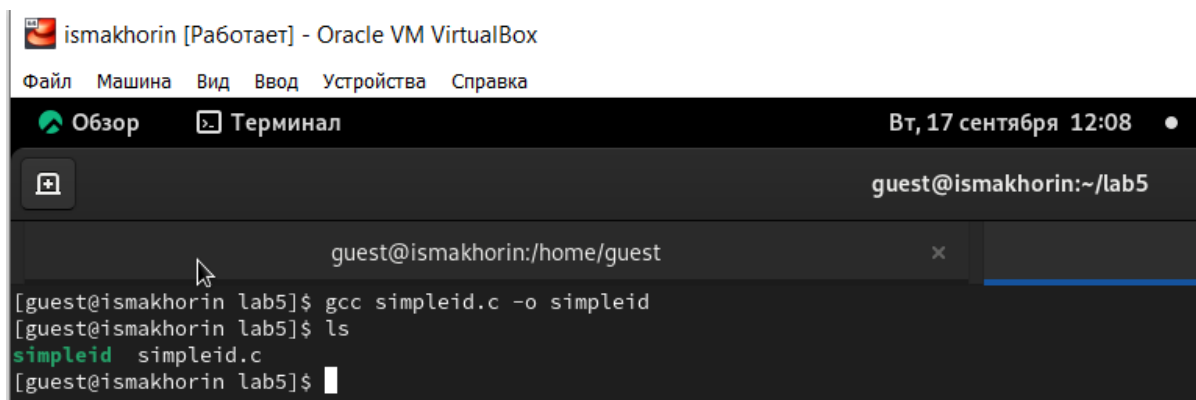 ismakhorin [Работает] - Oracle VM VirtualBox
Файл Машина Вид Ввод Устройства Справка
Обзор Терминал Вт, 17 сентября 12:08
guest@ismakhorin:~/lab5
guest@ismakhorin:/home/guest ×
[guest@ismakhorin lab5]$ gcc simpleid.c -o simpleid
[guest@ismakhorin lab5]$ ls
simpleid simpleid.c
[guest@ismakhorin lab5]$